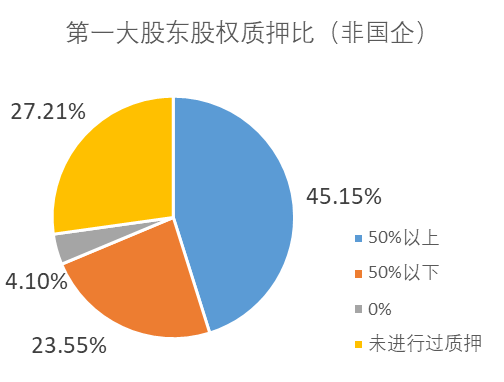 第一大股东股权质押比（非国企）
27.21%
45.15%
4.10%
23.55%
50%以上
50%以下
0%
未进行过质押